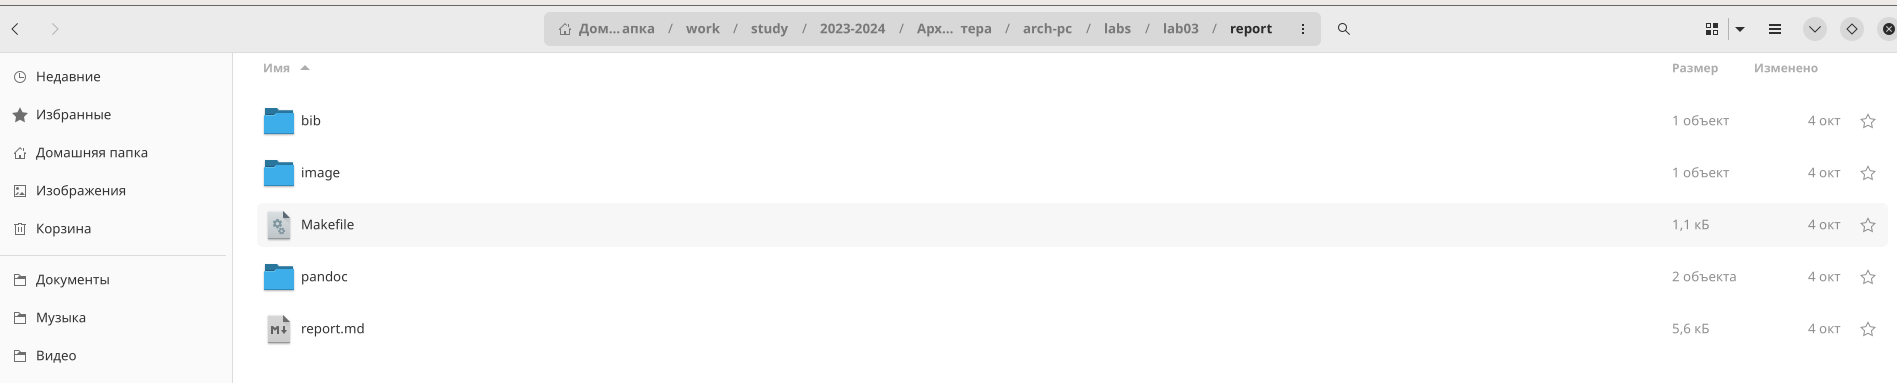 Дом...апка / work / study / 2023-2024 / Арх... тера / arch-pc / labs / lab03 / report
Имя Размер Изменено
Недавние
Избранные
Домашняя папка
Изображения
Корзина
Документы
Музыка
Видео
bib 1 объект 4 окт
image 1 объект 4 окт
Makefile 1,1 кБ 4 окт
pandoc 2 объекта 4 окт
report.md 5,6 кБ 4 окт